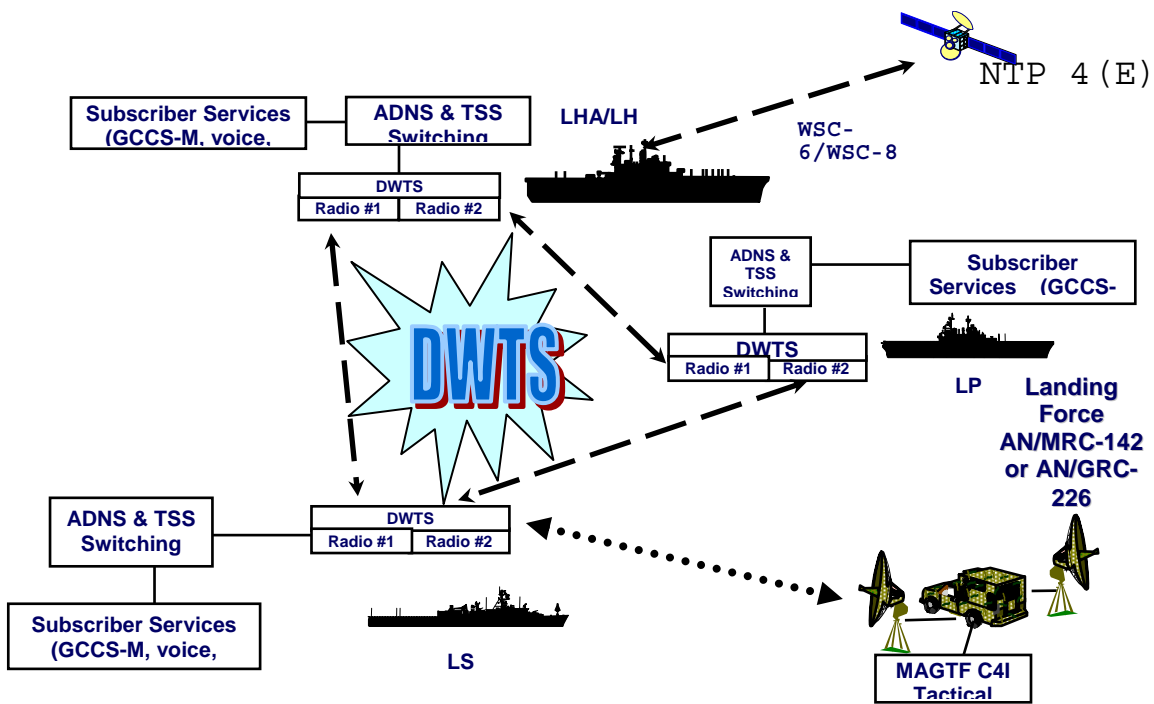 NTP 4(E)
Subscriber Services
(GCCS-M, voice,
ADNS & TSS
Switching
LHA/LH
WSC-
6/WSC-8
DWTS
Radio #1
Radio #2
ADNS &
TSS
Switching
Subscriber
Services (GCCS-
DWTS
Radio #1
Radio #2
DWTS
LP
Landing
Force
AN/MRC-142
or AN/GRC-
226
ADNS & TSS
Switching
DWTS
Radio #1
Radio #2
Subscriber Services
(GCCS-M, voice,
LS
MAGTF C4I
Tactical